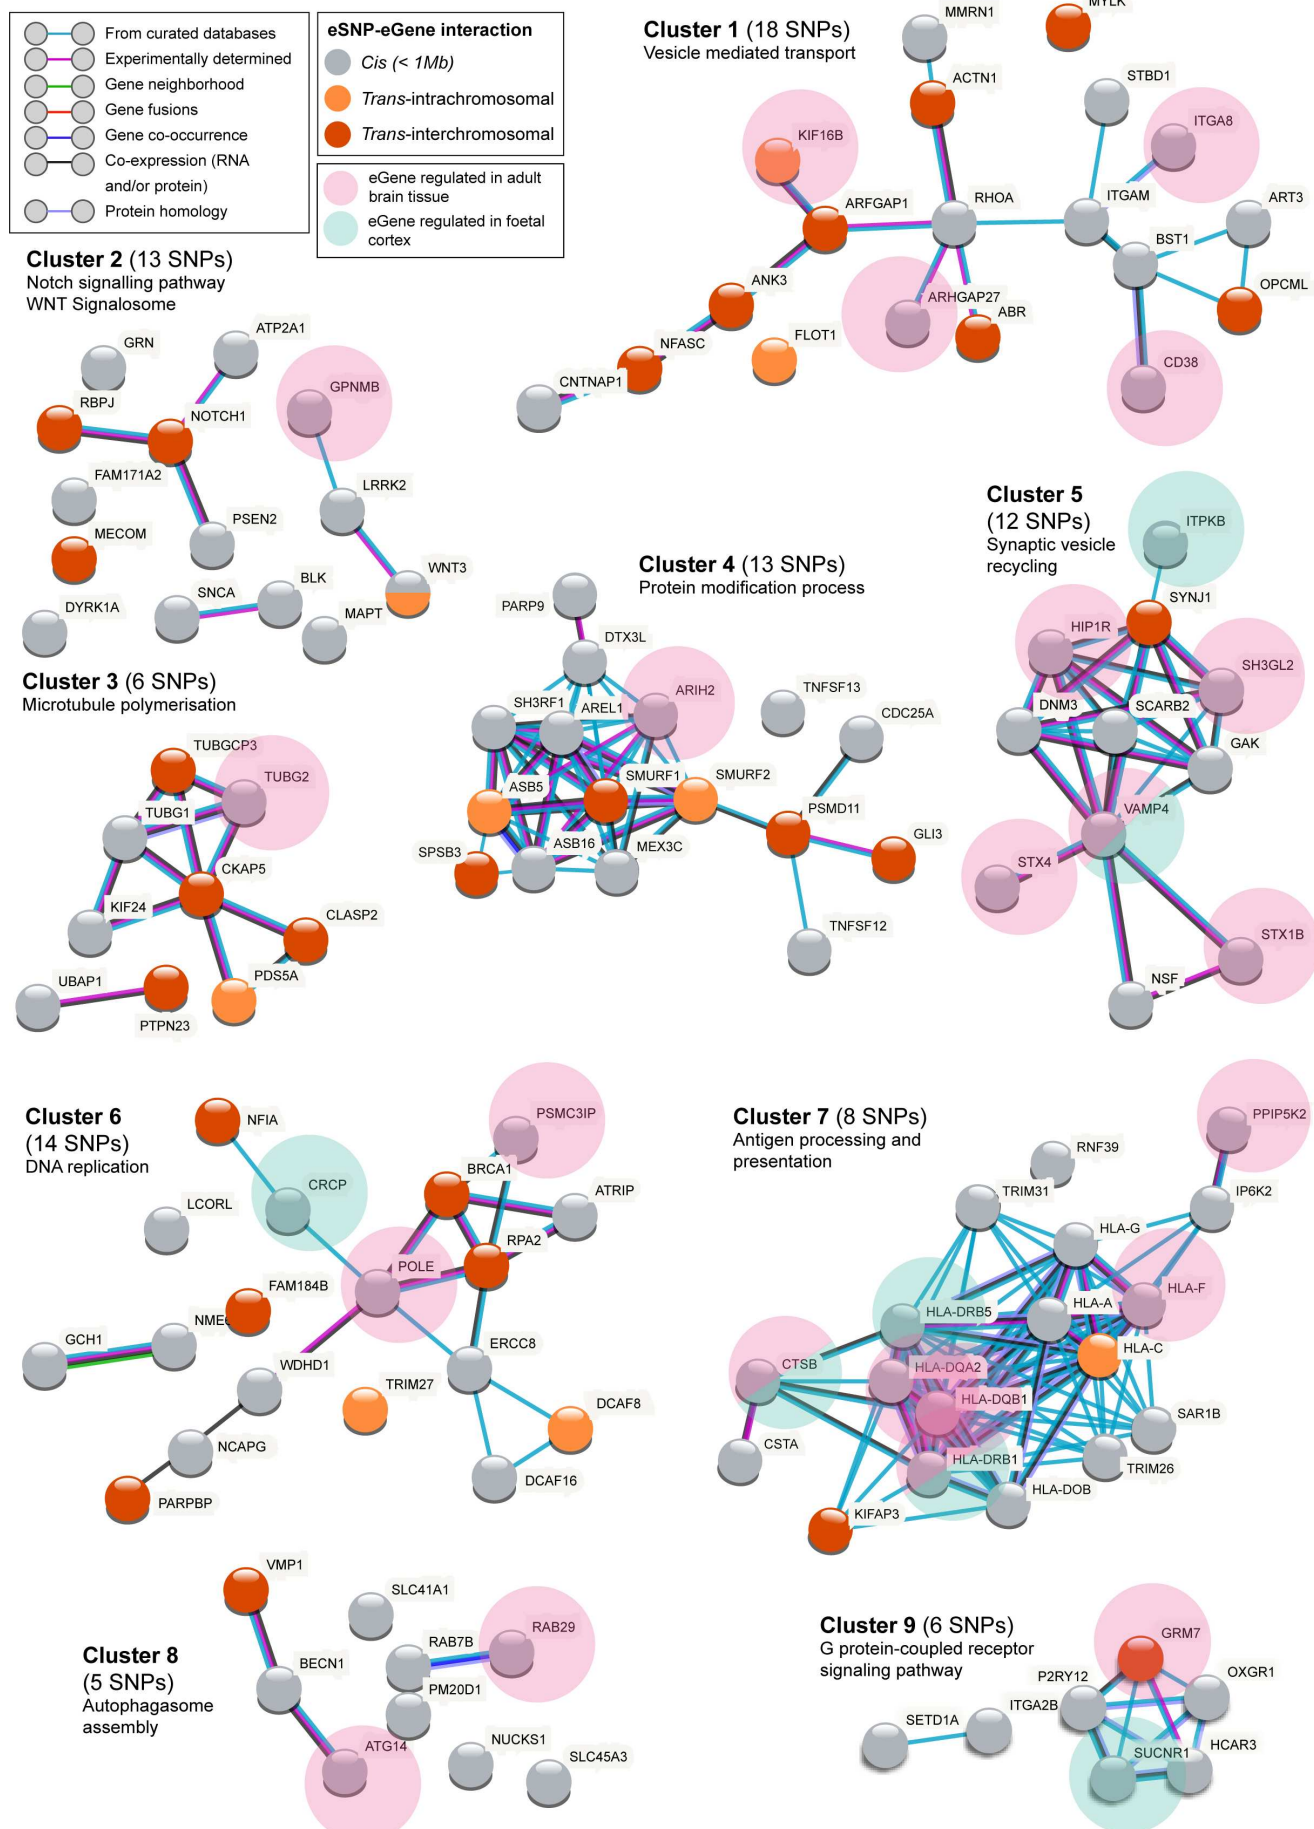 From curated databases
Experimentally determined
Gene neighborhood
Gene fusions
Gene co-occurrence
Co-expression (RNA
and/or protein)
Protein homology
eSNP-eGene interaction
Cis (< 1Mb)
Trans-intrachromosomal
Trans-interchromosomal
eGene regulated in adult
brain tissue
eGene regulated in foetal
cortex
Cluster 1 (18 SNPs)
Vesicle mediated transport
MMRN1
MYLK
ACTN1
STBD1
KIF16B
ITGA8
ARFGAP1
RHOA
ITGAM
ART3
BST1
ANK3
ARHGAP27
ABR
OPCML
FLOT1
NFASC
CNTNAP1
CD38
Cluster 2 (13 SNPs)
Notch signalling pathway
WNT Signalosome
GRN
ATP2A1
GPNMB
RBPJ
NOTCH1
FAM171A2
LRRK2
PSEN2
MECOM
WNT3
BLK
SNCA
DYRK1A
MAPT
Cluster 3 (6 SNPs)
Microtubule polymerisation
TUBGCP3
TUBG2
TUBG1
CKAP5
KIF24
CLASP2
UBAP1
PDS5A
PTPN23
Cluster 4 (13 SNPs)
Protein modification process
PARP9
DTX3L
ARIH2
TNFSF13
SH3RF1
AREL1
CDC25A
ASB5
SMURF1
SMURF2
PSMD11
ASB16
MEX3C
GLI3
SPSB3
TNFSF12
Cluster 5
(12 SNPs)
Synaptic vesicle
recycling
ITPKB
SYNJ1
HIP1R
SH3GL2
DNM3
SCARB2
GAK
VAMP4
STX4
STX1B
NSF
Cluster 6
(14 SNPs)
DNA replication
NFIA
PSMC3IP
CRCP
BRCA1
ATRIP
LCORL
RPA2
POLE
FAM184B
GCH1
WDHD1
ERCC8
TRIM27
DCAF8
NCAPG
DCAF16
PARPBP
Cluster 7 (8 SNPs)
Antigen processing and
presentation
PPIP5K2
RNF39
TRIM31
IP6K2
HLA-G
HLA-F
HLA-DRB5
HLA-A
HLA-C
CTSB
HLA-DQA2
HLA-DQB1
SAR1B
CSTA
HLA-DRB1
TRIM26
HLA-DOB
KIFAP3
Cluster 8
(5 SNPs)
Autophagasome
assembly
VMP1
SLC41A1
RAB29
RAB7B
BECN1
PM20D1
ATG14
NUCKS1
SLC45A3
Cluster 9 (6 SNPs)
G protein-coupled receptor
signaling pathway
GRM7
P2RY12
OXGR1
ITGA2B
SETD1A
SUCNR1
HCAR3